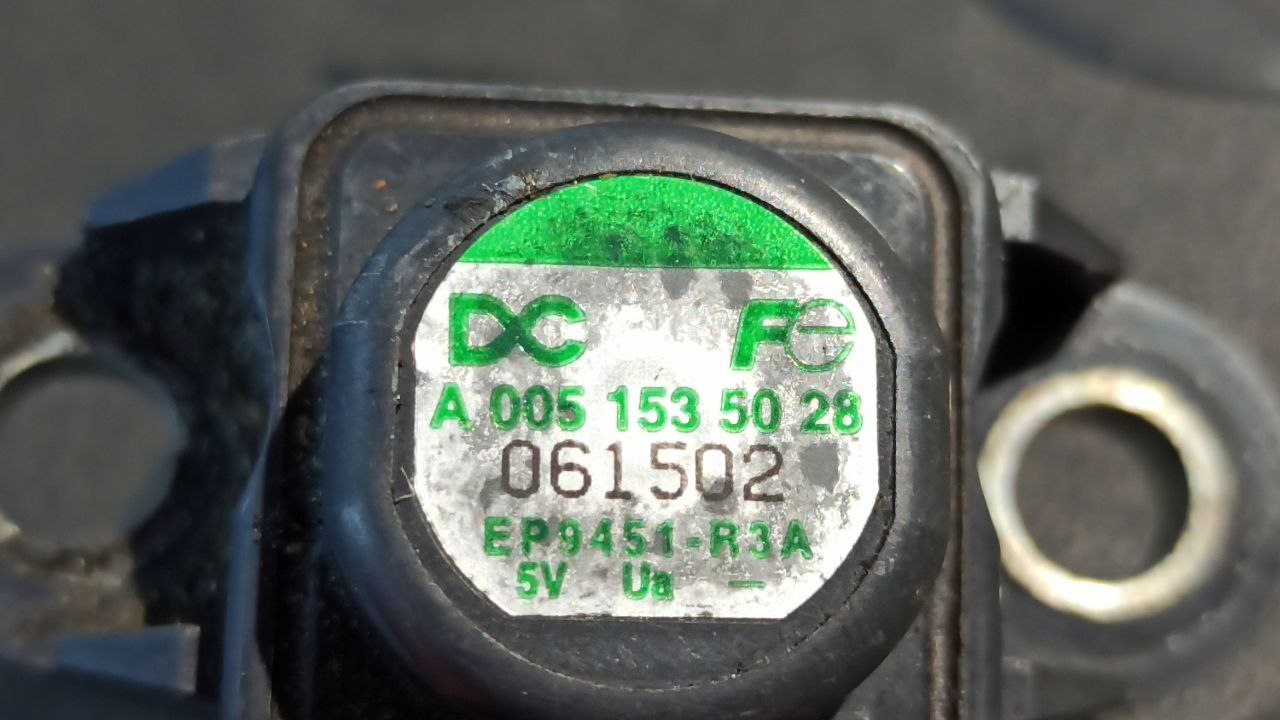 DC Fe
A 005 153 50 28
061502
EP9451-R3A
5V Ua —